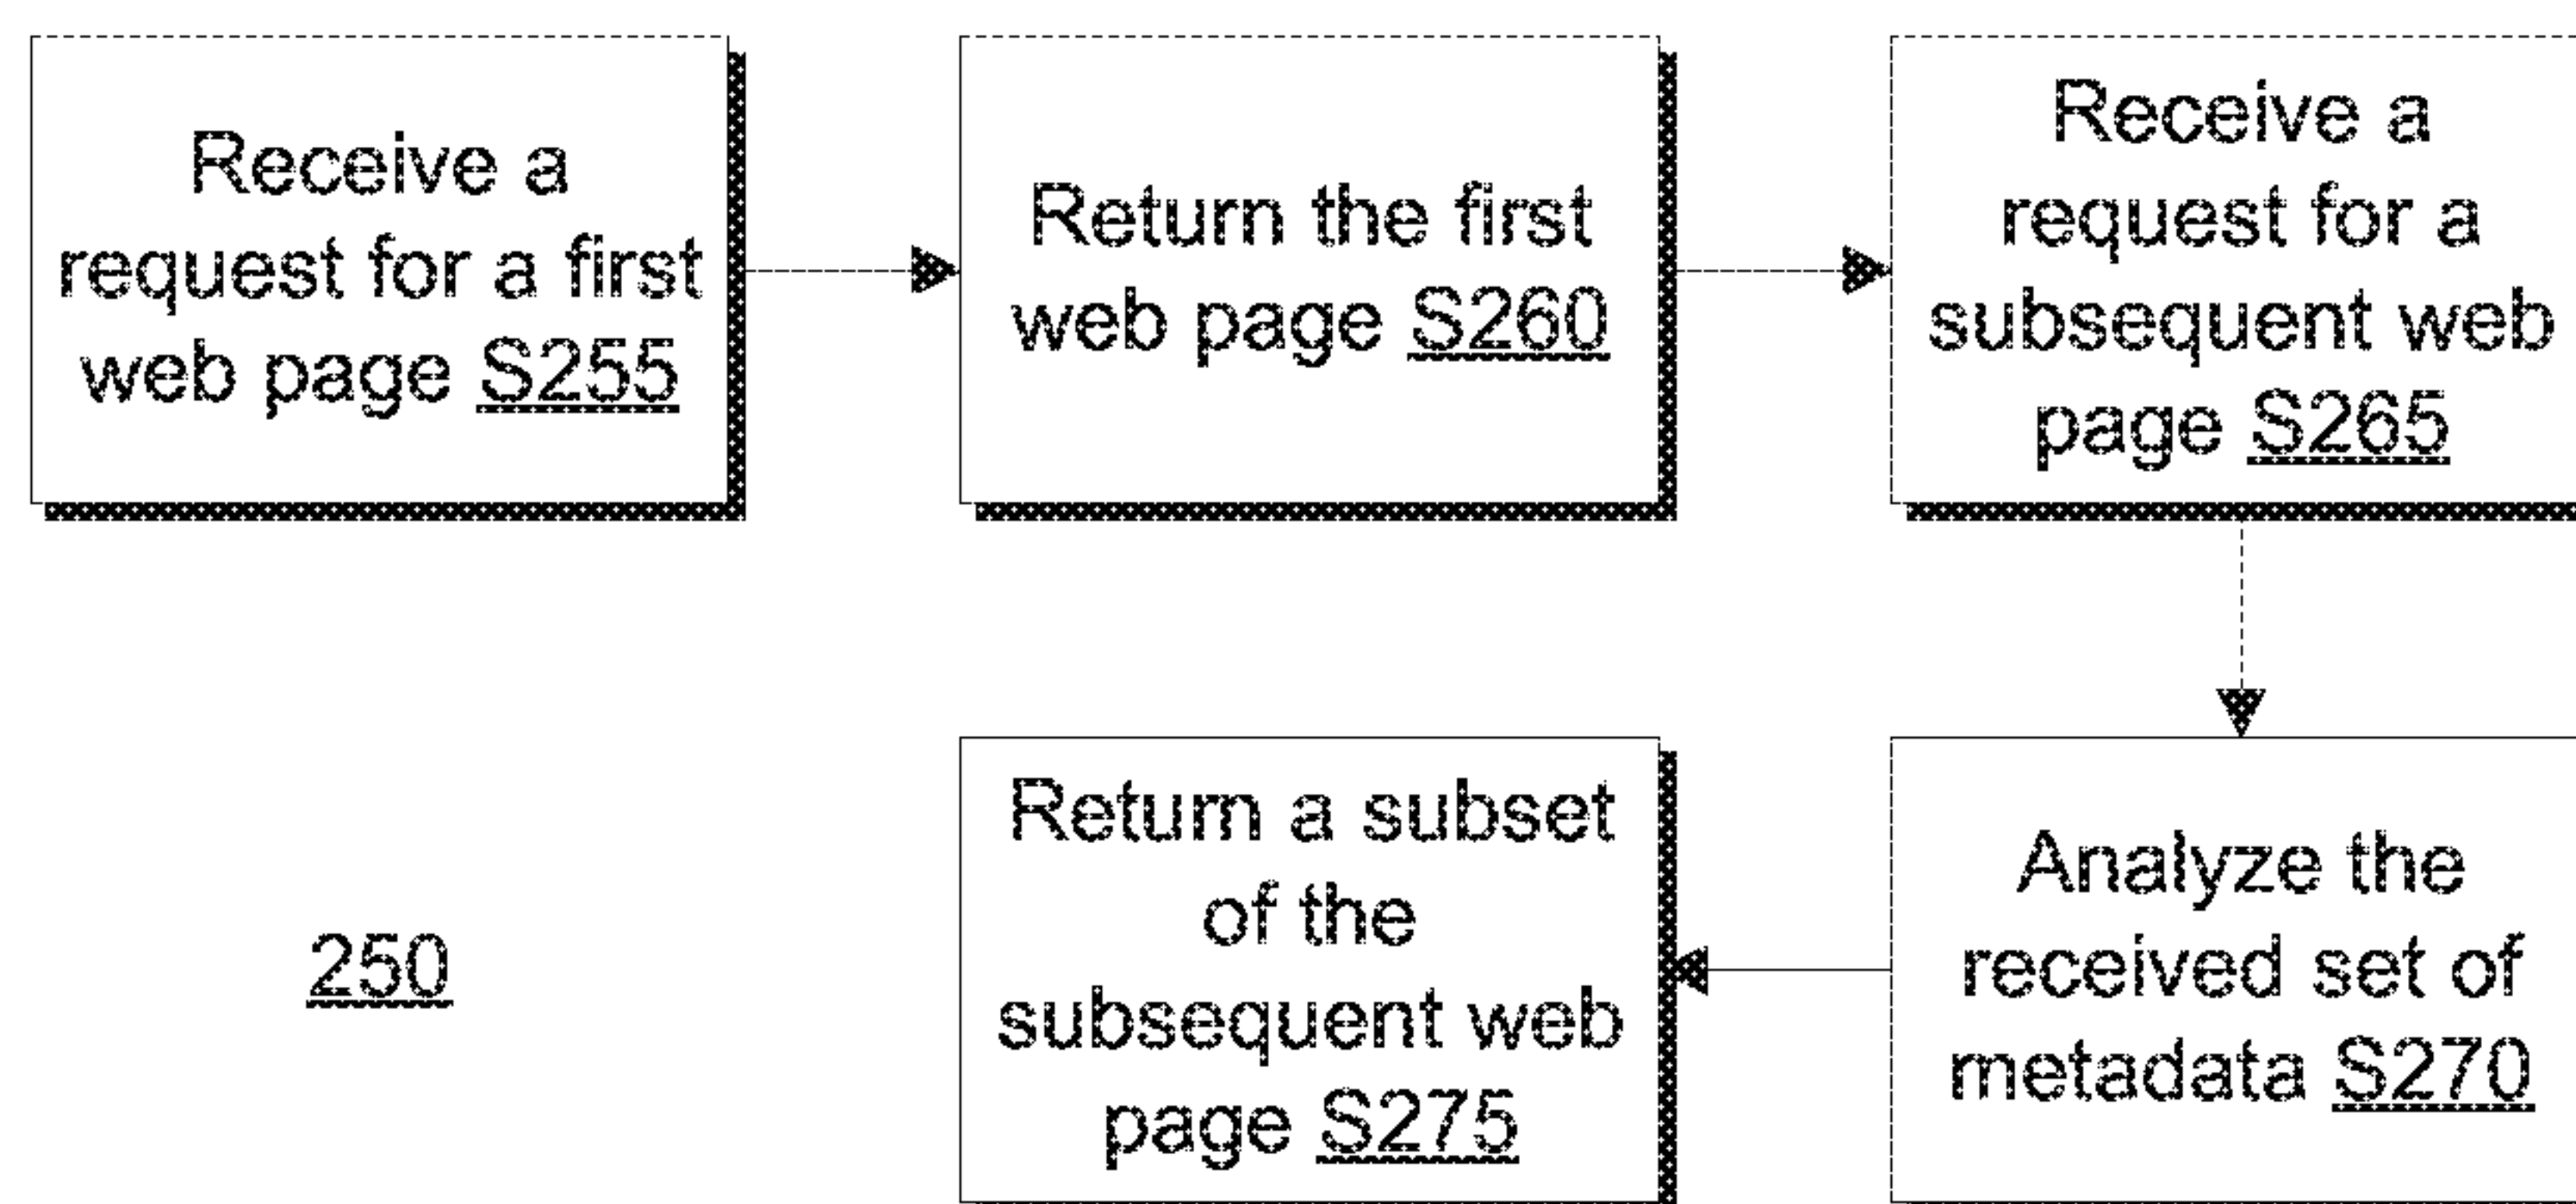 Receive a
request for a first
web page S255
Return the first
web page S260
Receive a
request for a
subsequent web
page S265
Analyze the
received set of
metadata S270
Return a subset
of the
subsequent web
page S275
250